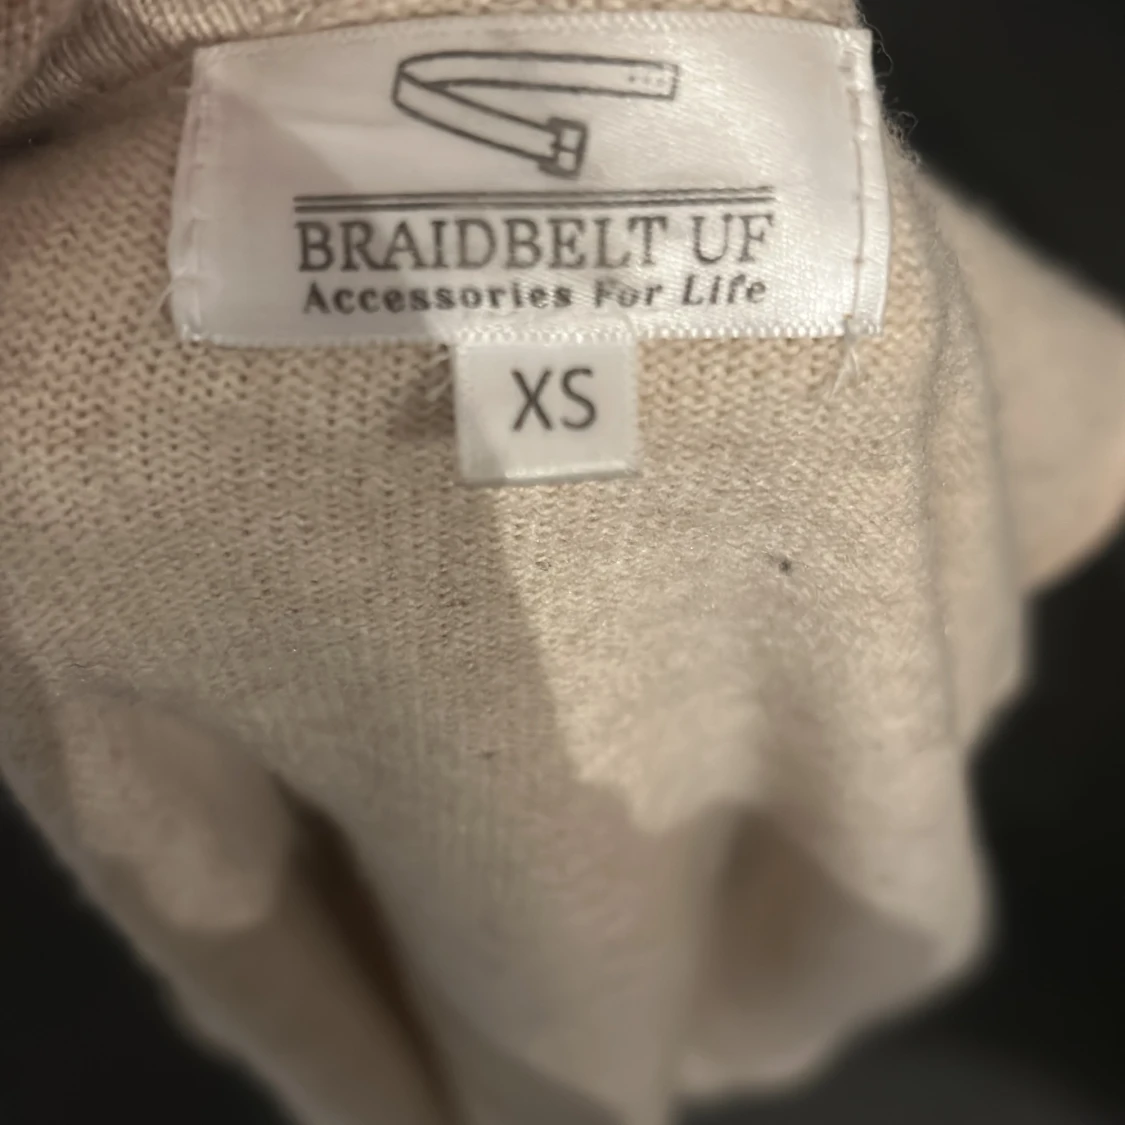 BRAIDBELT UF
Accessories For Life
XS